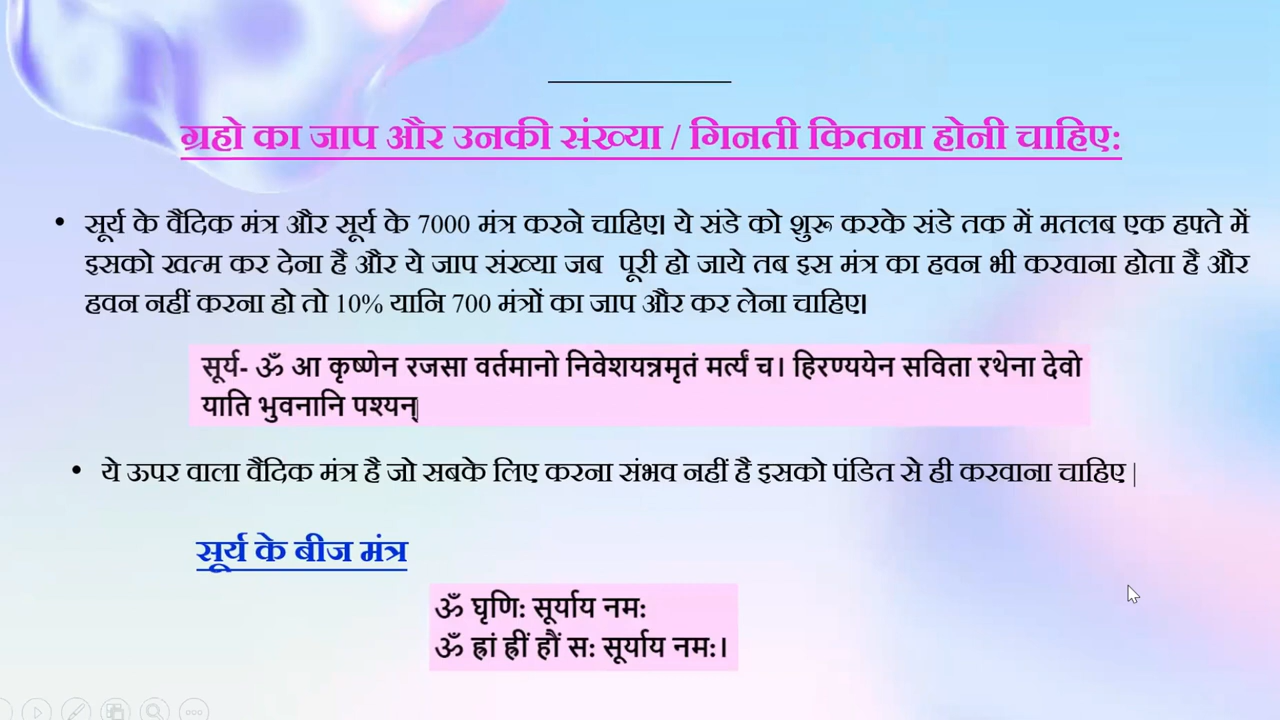 ग्रहो का जाप और उनकी संख्या / गिनती कितना होनी चाहिए:
• सूर्य के वैदिक मंत्र और सूर्य के 7000 मंत्र करने चाहिए। ये संडे को शुरू करके संडे तक में मतलब एक हफ्ते में
इसको खत्म कर देना है और ये जाप संख्या जब पूरी हो जाये तब इस मंत्र का हवन भी करवाना होता है और
हवन नहीं करना हो तो 10% यानि 700 मंत्रों का जाप और कर लेना चाहिए।
सूर्य- ॐ आ कृष्णेन रजसा वर्तमानो निवेशयन्नमृतं मर्त्यं च। हिरण्ययेन सविता रथेना देवो
याति भुवनानि पश्यन्|
• ये ऊपर वाला वैदिक मंत्र है जो सबके लिए करना संभव नहीं है इसको पंडित से ही करवाना चाहिए |
सूर्य के बीज मंत्र
ॐ घृणि: सूर्याय नम:
ॐ ह्रां ह्रीं ह्रौं स: सूर्याय नम:।